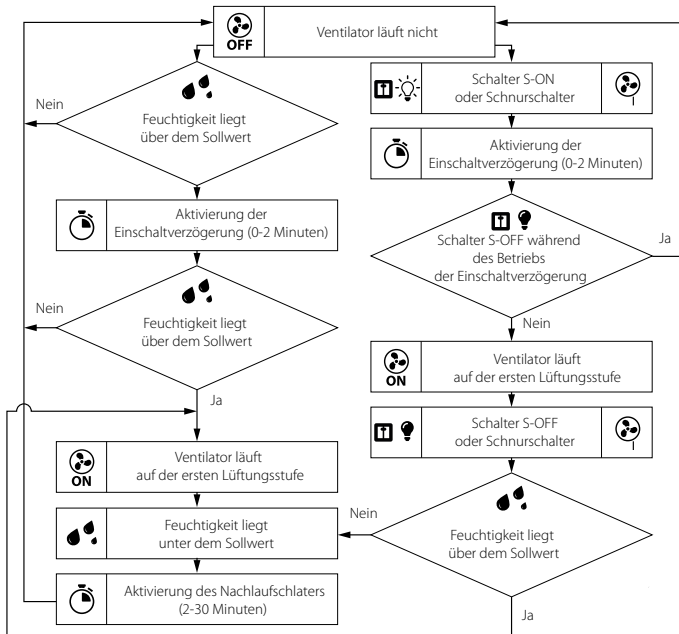 OFF
Ventilator läuft nicht
Nein
Feuchtigkeit liegt
über dem Sollwert
Aktivierung der
Einschaltverzögerung (0-2 Minuten)
Nein
Feuchtigkeit liegt
über dem Sollwert
Ja
ON
Ventilator läuft
auf der ersten Lüftungsstufe
Feuchtigkeit liegt
unter dem Sollwert
Aktivierung des Nachlaufschlaters
(2-30 Minuten)
Schalter S-ON
oder Schnurschalter
Aktivierung der
Einschaltverzögerung (0-2 Minuten)
Schalter S-OFF während
des Betriebs
der Einschaltverzögerung
Ja
Nein
ON
Ventilator läuft
auf der ersten Lüftungsstufe
Schalter S-OFF
oder Schnurschalter
Nein
Feuchtigkeit liegt
über dem Sollwert
Ja